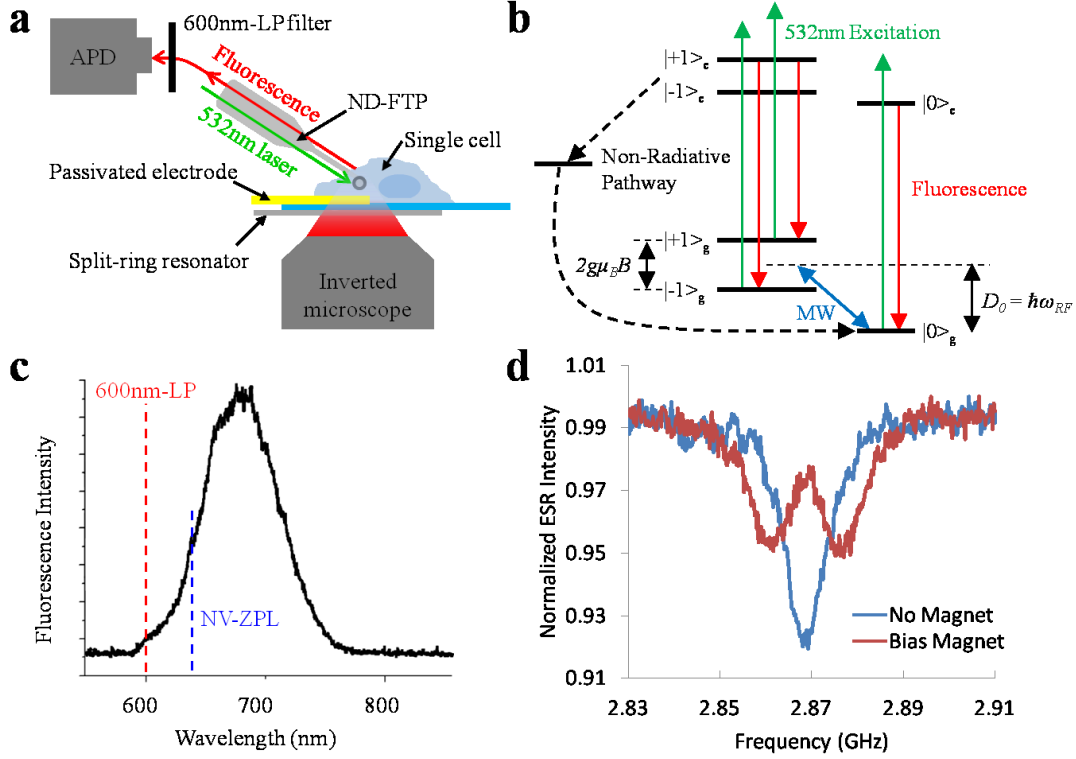 a
600nm-LP filter
APD
Fluorescence
ND-FTP
532nm laser
Single cell
Passivated electrode
Split-ring resonator
Inverted
microscope
b
532nm Excitation
|+1>e
|-1>e
|0>e
Non-Radiative
Pathway
Fluorescence
|+1>g
2gμBB
|-1>g
MW
D0 = ħωRF
|0>g
c
600nm-LP
NV-ZPL
Fluorescence Intensity
600
700
800
Wavelength (nm)
d
1.01
0.99
0.97
0.95
0.93
0.91
Normalized ESR Intensity
No Magnet
Bias Magnet
2.83
2.85
2.87
2.89
2.91
Frequency (GHz)